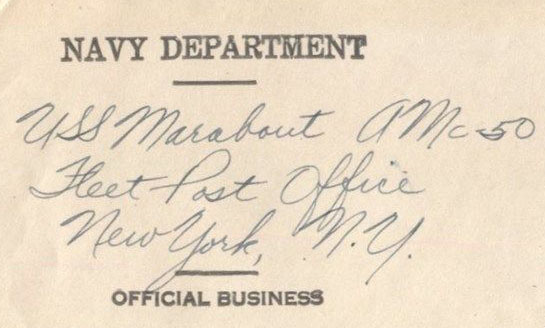 NAVY DEPARTMENT
USS Marabout AMc-50
Fleet Post Office
New York, N.Y.
OFFICIAL BUSINESS